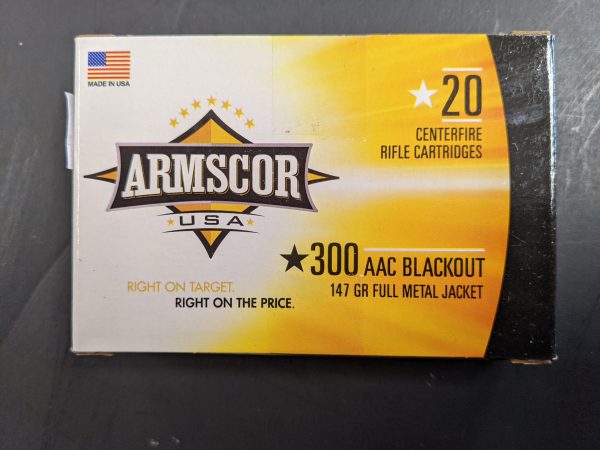 MADE IN USA
★20
CENTERFIRE
RIFLE CARTRIDGES
ARMSCOR
USA
★300 AAC BLACKOUT
147 GR FULL METAL JACKET
RIGHT ON TARGET.
RIGHT ON THE PRICE.